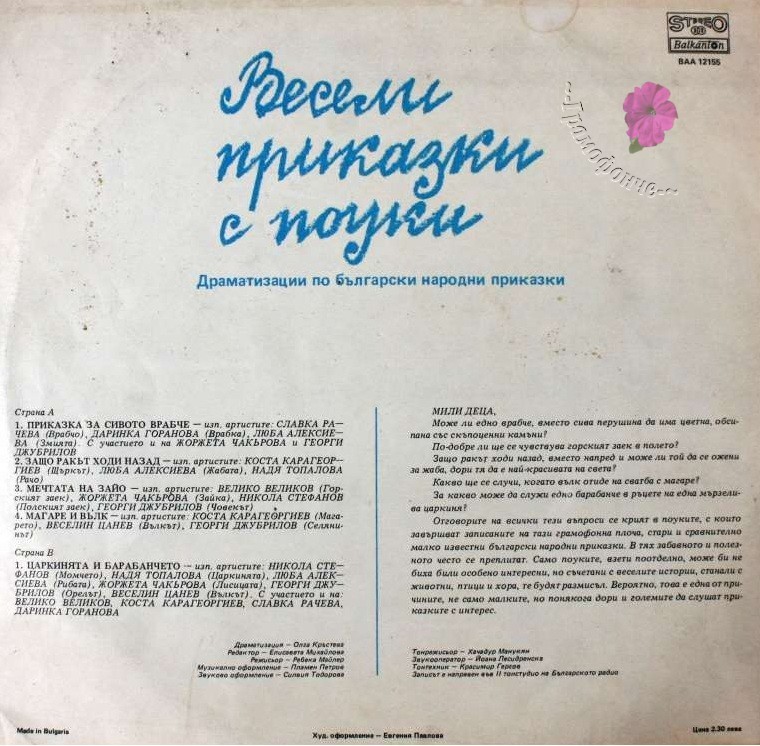 STEREO
Balkanton
BAA 12155
~Грамофонче~
Весели
приказки
с поуки
Драматизации по български народни приказки
Страна А
1. ПРИКАЗКА ЗА СИВОТО ВРАБЧЕ — изп. артистите: СЛАВКА РА-
ЧЕВА (Врабчо), ДАРИНКА ГОРАНОВА (Врабка), ЛЮБА АЛЕКСИЕ-
ВА (Змията). С участието и на ЖОРЖЕТА ЧАКЪРОВА и ГЕОРГИ
ДЖУБРИЛОВ
2. ЗАЩО РАКЪТ ХОДИ НАЗАД — изп. артистите: КОСТА КАРАГЕОР-
ГИЕВ (Щъркът), ЛЮБА АЛЕКСИЕВА (Жабата), НАДЯ ТОПАЛОВА
(Рачо)
3. МЕЧТАТА НА ЗАЙО — изп. артистите: ВЕЛИКО ВЕЛИКОВ (Гор-
ският заек), ЖОРЖЕТА ЧАКЪРОВА (Зайка), НИКОЛА СТЕФАНОВ
(Полският заек), ГЕОРГИ ДЖУБРИЛОВ (Човекът)
4. МАГАРЕ И ВЪЛК — изп. артистите: КОСТА КАРАГЕОРГИЕВ (Мага-
рето), ВЕСЕЛИН ЦАНЕВ (Вълкът), ГЕОРГИ ДЖУБРИЛОВ (Селяни-
нът)
Страна В
1. ЦАРКИНЯТА И БАРАБАНЧЕТО — изп. артистите: НИКОЛА СТЕ-
ФАНОВ (Момчето), НАДЯ ТОПАЛОВА (Царкинята), ЛЮБА АЛЕК-
СИЕВА (Рибата), ЖОРЖЕТА ЧАКЪРОВА (Лисицата), ГЕОРГИ ДЖУ-
БРИЛОВ (Орелът), ВЕСЕЛИН ЦАНЕВ (Вълкът). С участието и на:
ВЕЛИКО ВЕЛИКОВ, КОСТА КАРАГЕОРГИЕВ, СЛАВКА РАЧЕВА,
ДАРИНКА ГОРАНОВА
Драматизация — Олга Кръстева
Редактор — Елисавета Михайлова
Режисьор — Ребека Майлер
Музикално оформление — Пламен Петров
Звуково оформление — Силвия Тодорова
МИЛИ ДЕЦА,
Може ли едно врабче, вместо сива перушина да има цветна, обси-
пана със скъпоценни камъни?
По-добре ли ще се чувствува горският заек в полето?
Защо ракът ходи назад, вместо напред и може ли той да се ожени
за жаба, дори тя да е най-красивата на света?
Какво ще се случи, когато вълк отиде на сватба с магаре?
За какво може да служи едно барабанче в ръцете на една мързели-
ва царкиня?
Отговорите на всички тези въпроси се крият в поуките, с които
завършват записаните на тази грамофонна плоча, стари и сравнително
малко известни български народни приказки. В тях забавното и полез-
ното често се преплитат. Само поуките, взети поотделно, може би не
биха били особено интересни, но съчетани с веселите истории, станали с
животни, птици и хора, те будят размисъл. Вероятно, това е една от при-
чините, не само малките, но понякога дори и големите да слушат при-
казките с интерес.
Тонрежисьор — Хачадур Манукян
Звукооператор — Йоана Лесидренска
Тонтехник — Красимир Геров
Записът е направен във II тонстудио на Българското радио
Made in Bulgaria
Худ. оформление — Евгения Павлова
Цена 2.30 лева